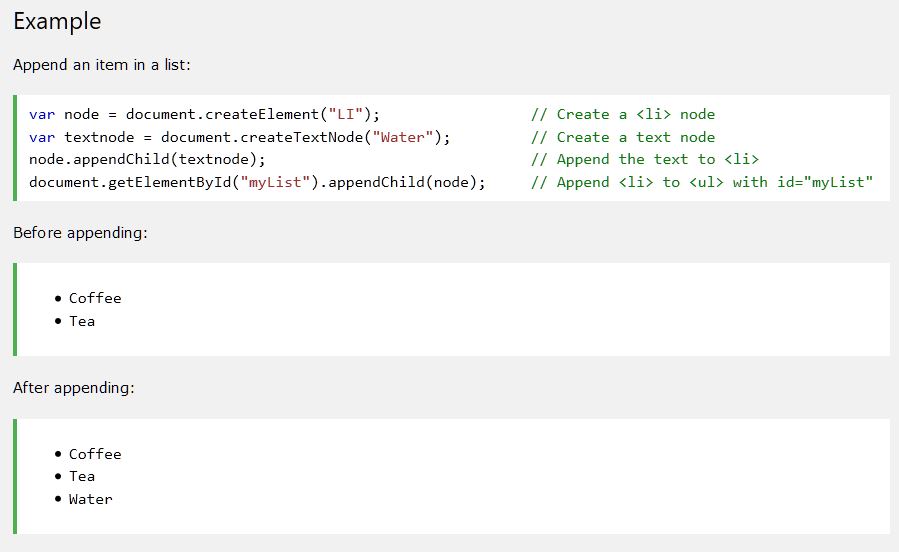 Example
Append an item in a list:
var node = document.createElement("LI");                 // Create a <li> node
var textnode = document.createTextNode("Water");         // Create a text node
node.appendChild(textnode);                              // Append the text to <li>
document.getElementById("myList").appendChild(node);     // Append <li> to <ul> with id="myList"
Before appending:
• Coffee
• Tea
After appending:
• Coffee
• Tea
• Water